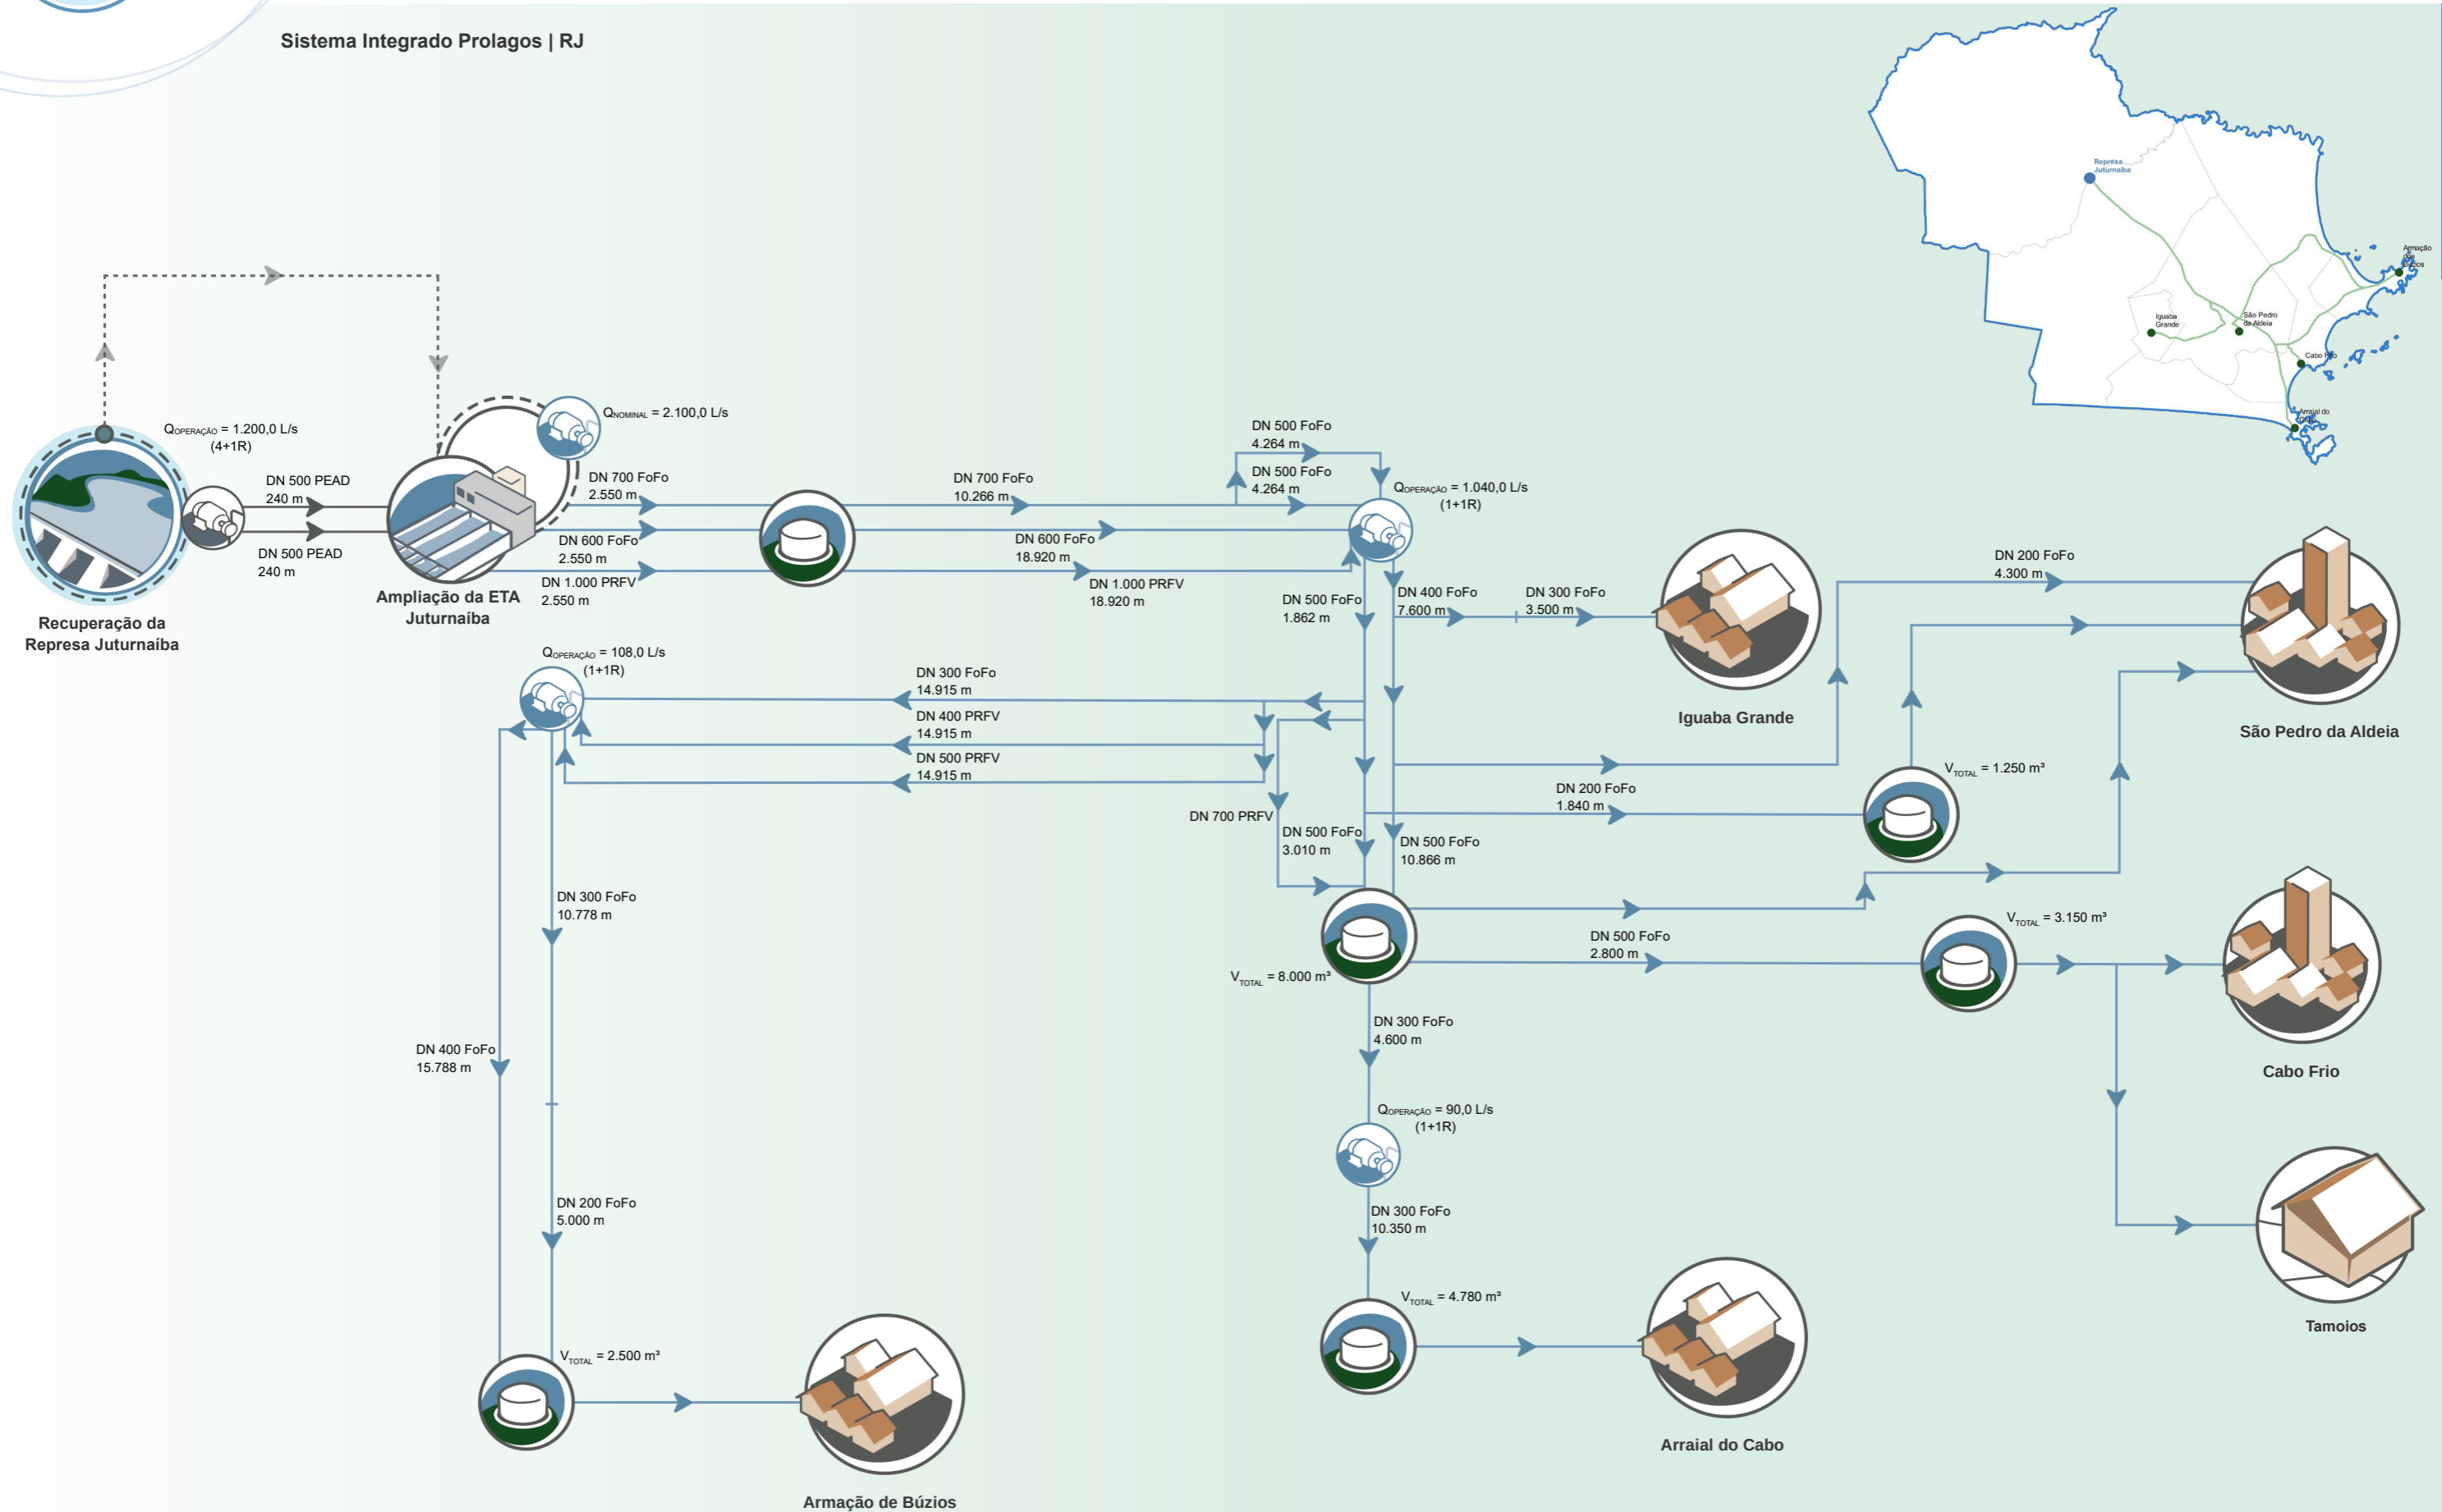 Sistema Integrado Prolagos | RJ
Represa
Juturnaíba
Armação
dos
Búzios
Iguaba
Grande
São Pedro
da Aldeia
Cabo Frio
Arraial do
Cabo
QOPERAÇÃO = 1.200,0 L/s
(4+1R)
DN 500 PEAD
240 m
DN 500 PEAD
240 m
Recuperação da
Represa Juturnaíba
QNOMINAL = 2.100,0 L/s
Ampliação da ETA
Juturnaíba
DN 700 FoFo
2.550 m
DN 600 FoFo
2.550 m
DN 1.000 PRFV
2.550 m
DN 700 FoFo
10.266 m
DN 600 FoFo
18.920 m
DN 1.000 PRFV
18.920 m
DN 500 FoFo
4.264 m
DN 500 FoFo
4.264 m
QOPERAÇÃO = 1.040,0 L/s
(1+1R)
DN 500 FoFo
1.862 m
DN 400 FoFo
7.600 m
DN 300 FoFo
3.500 m
Iguaba Grande
DN 200 FoFo
4.300 m
São Pedro da Aldeia
QOPERAÇÃO = 108,0 L/s
(1+1R)
DN 300 FoFo
14.915 m
DN 400 PRFV
14.915 m
DN 500 PRFV
14.915 m
DN 700 PRFV
DN 500 FoFo
3.010 m
DN 500 FoFo
10.866 m
DN 200 FoFo
1.840 m
VTOTAL = 1.250 m³
VTOTAL = 8.000 m³
DN 500 FoFo
2.800 m
VTOTAL = 3.150 m³
Cabo Frio
DN 300 FoFo
10.778 m
DN 400 FoFo
15.788 m
DN 200 FoFo
5.000 m
DN 300 FoFo
4.600 m
QOPERAÇÃO = 90,0 L/s
(1+1R)
DN 300 FoFo
10.350 m
VTOTAL = 4.780 m³
Tamoios
VTOTAL = 2.500 m³
Arraial do Cabo
Armação de Búzios